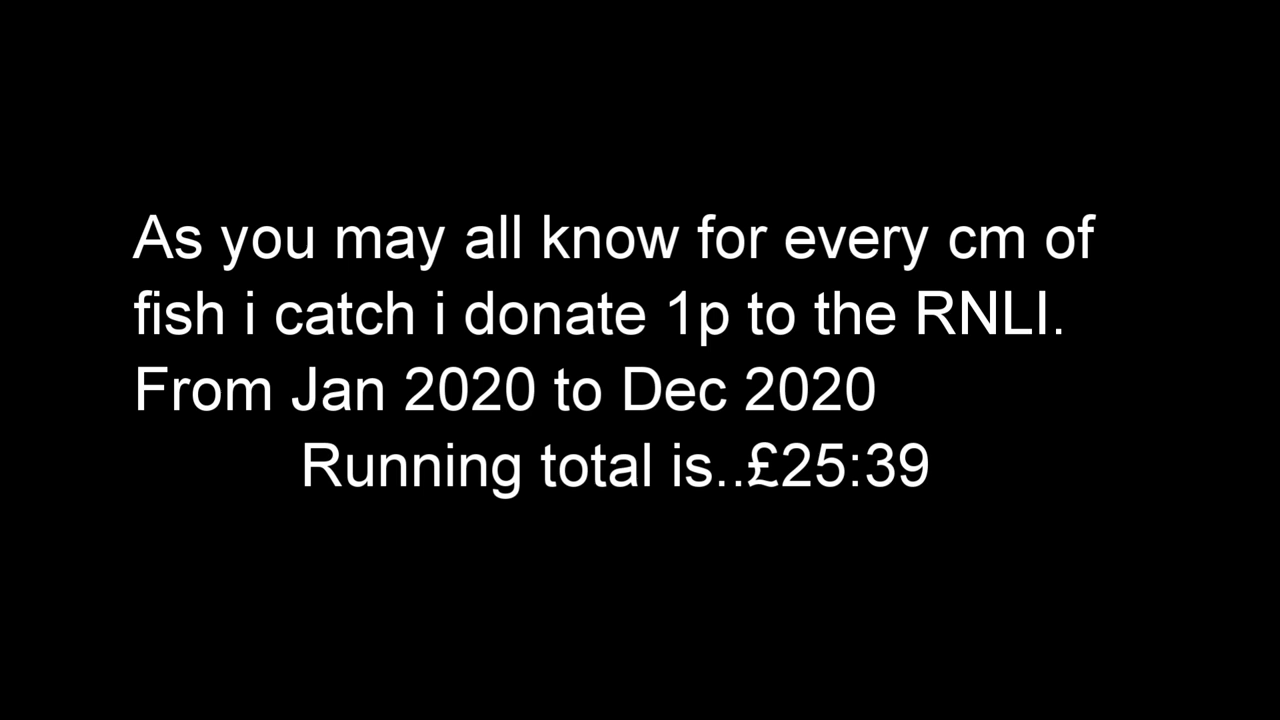 As you may all know for every cm of
fish i catch i donate 1p to the RNLI.
From Jan 2020 to Dec 2020
Running total is..£25:39